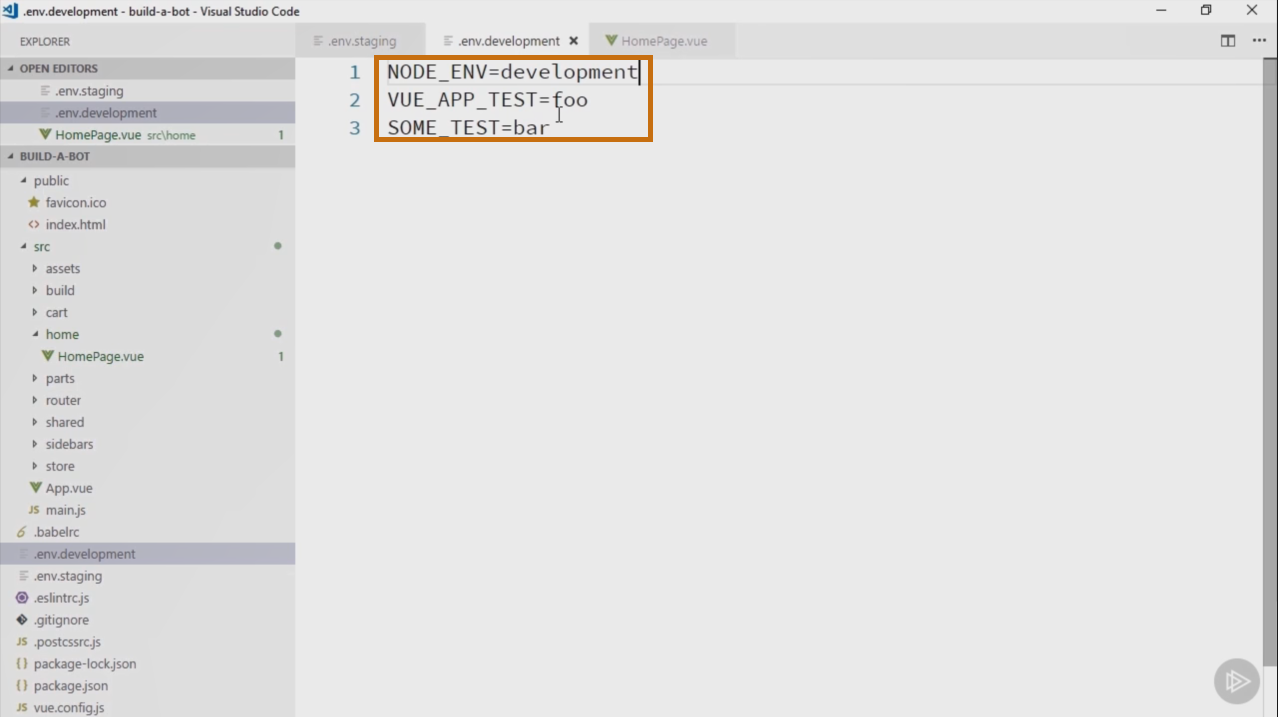 .env.development - build-a-bot - Visual Studio Code
EXPLORER
OPEN EDITORS
.env.staging
.env.development
HomePage.vue src\home 1
BUILD-A-BOT
public
favicon.ico
<> index.html
src
assets
build
cart
home
HomePage.vue 1
parts
router
shared
sidebars
store
App.vue
JS main.js
6 .babelrc
.env.development
.env.staging
.eslintrc.js
.gitignore
JS .postcssrc.js
{} package-lock.json
{} package.json
JS vue.config.js
.env.staging
.env.development
HomePage.vue
1 NODE_ENV=development
2 VUE_APP_TEST=foo
3 SOME_TEST=bar